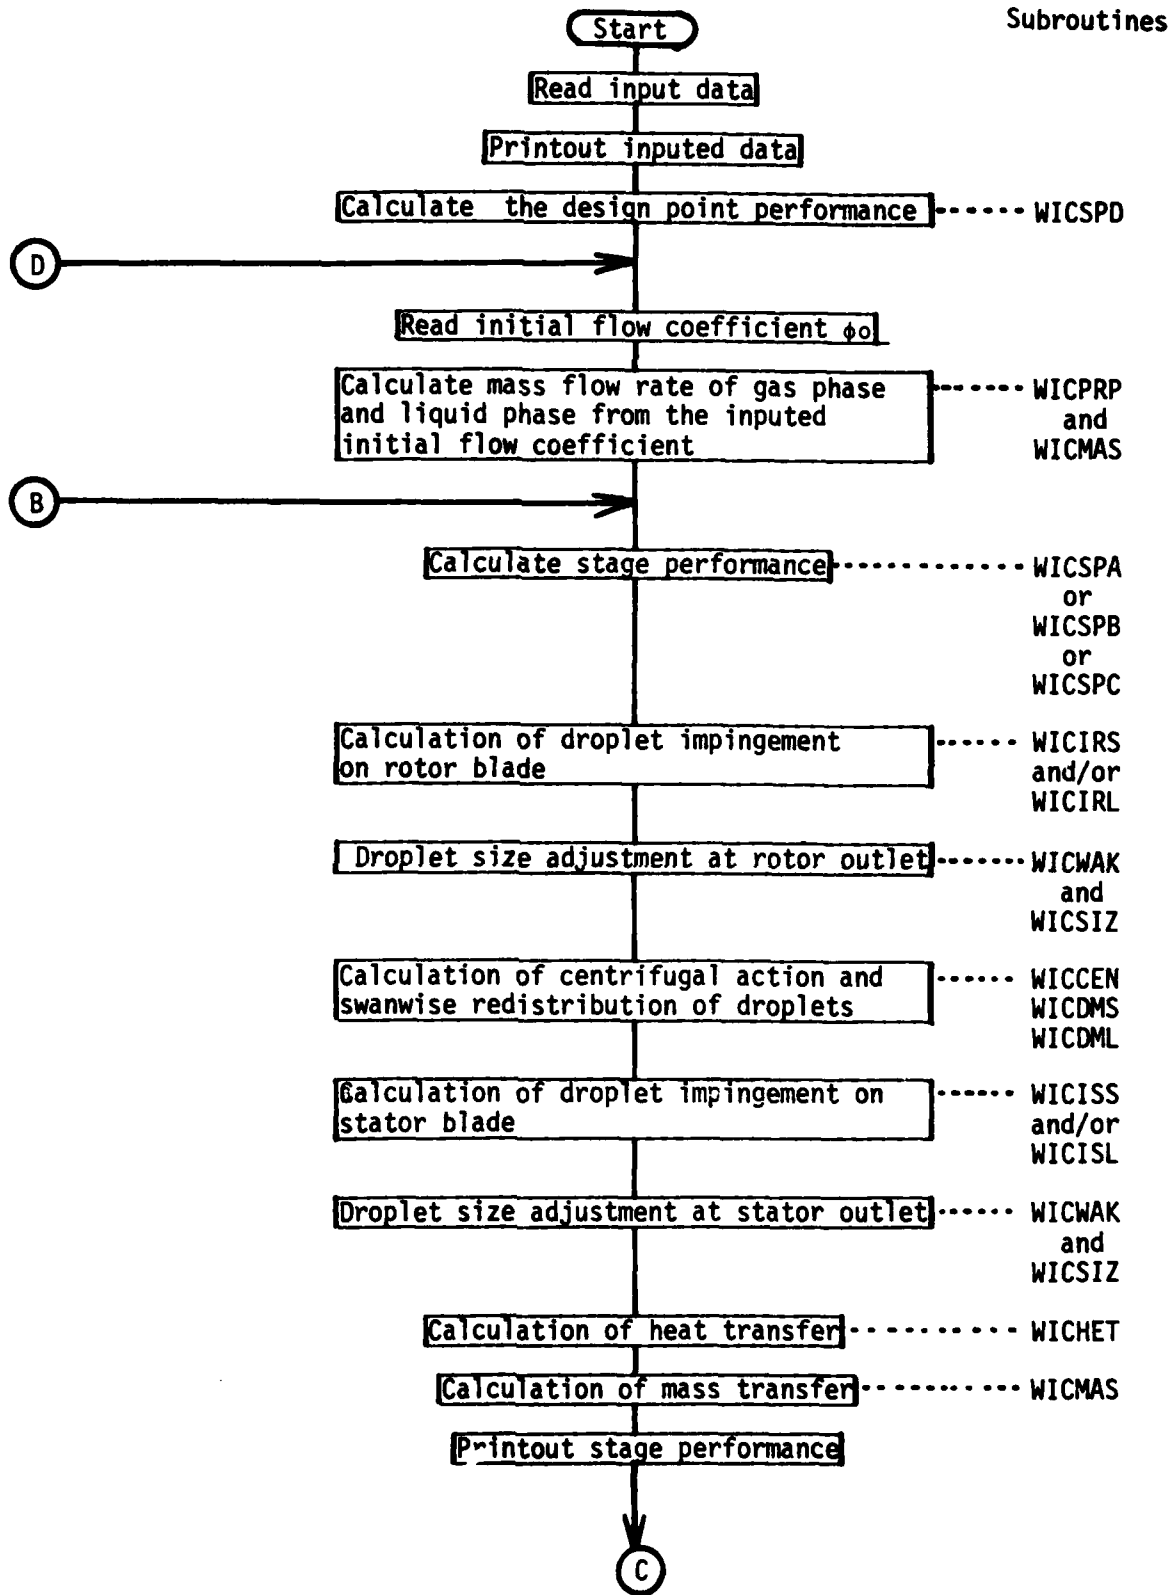 Subroutines
Start
Read input data
Printout inputed data
Calculate the design point performance ------ WICSPD
D
Read initial flow coefficient ϕo
Calculate mass flow rate of gas phase ------ WICPRP
and liquid phase from the inputed and
initial flow coefficient WICMAS
B
Calculate stage performance ------------ WICSPA
or
WICSPB
or
WICSPC
Calculation of droplet impingement ------ WICIRS
on rotor blade and/or
WICIRL
Droplet size adjustment at rotor outlet ------ WICWAK
and
WICSIZ
Calculation of centrifugal action and ------ WICCEN
swanwise redistribution of droplets WICDMS
WICDML
Calculation of droplet impingement on ------ WICISS
stator blade and/or
WICISL
Droplet size adjustment at stator outlet ------ WICWAK
and
WICSIZ
Calculation of heat transfer ------------ WICHET
Calculation of mass transfer ------------ WICMAS
Printout stage performance
C